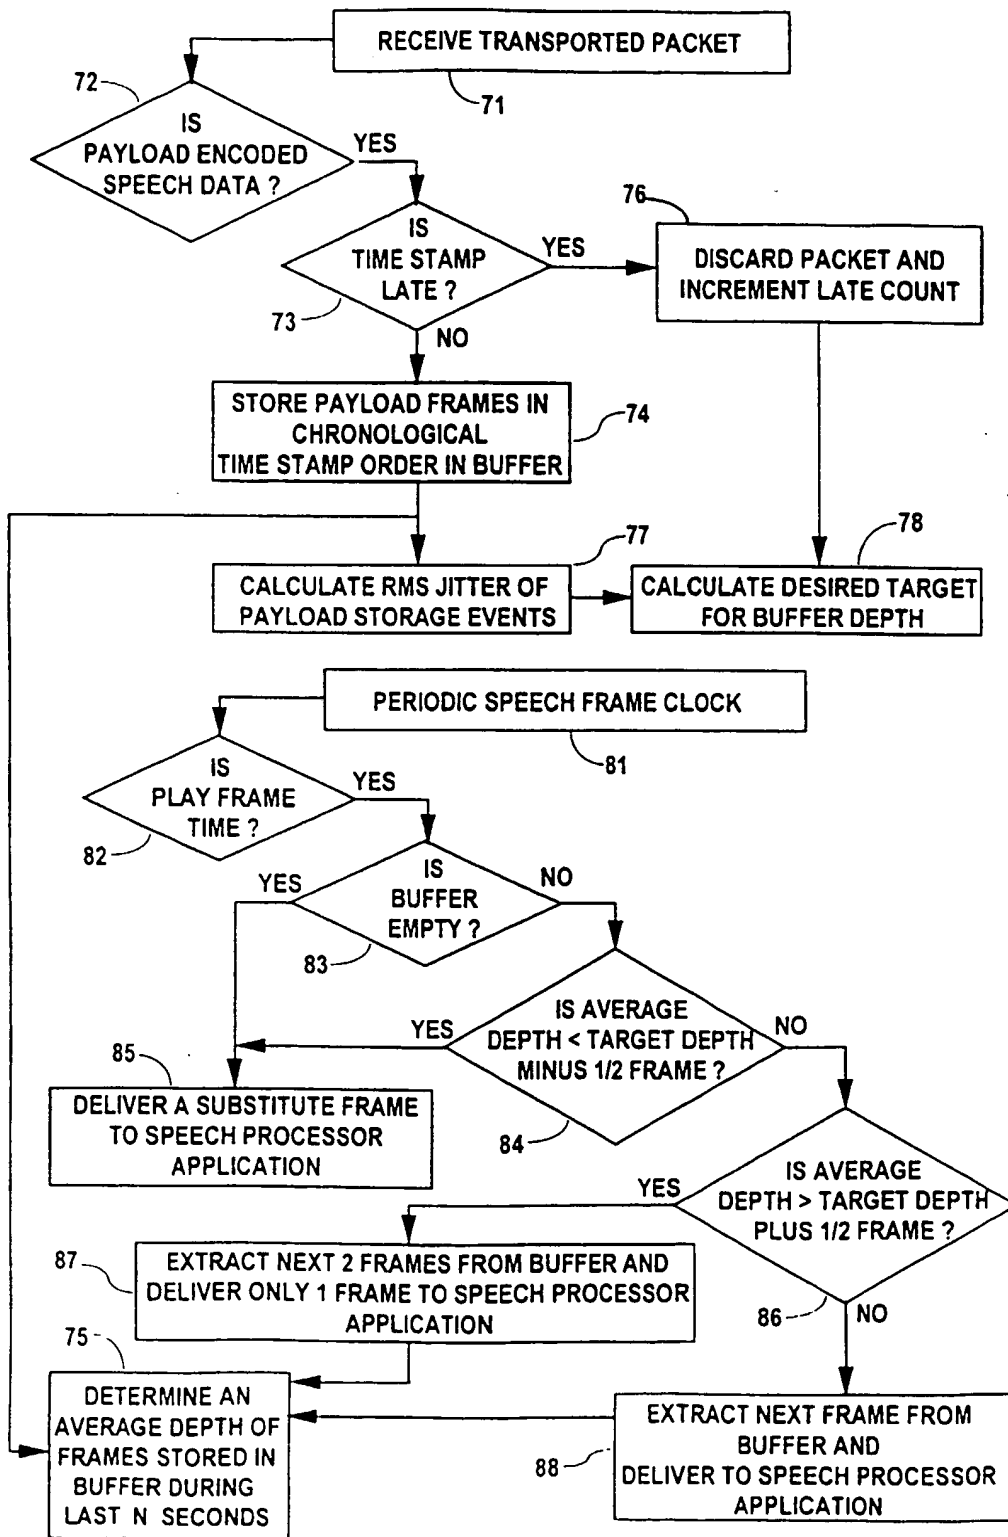 RECEIVE TRANSPORTED PACKET
71
72
IS
PAYLOAD ENCODED
SPEECH DATA ?
YES
IS
TIME STAMP
LATE ?
73
YES
NO
76
DISCARD PACKET AND
INCREMENT LATE COUNT
STORE PAYLOAD FRAMES IN
CHRONOLOGICAL
TIME STAMP ORDER IN BUFFER
74
77
CALCULATE RMS JITTER OF
PAYLOAD STORAGE EVENTS
78
CALCULATE DESIRED TARGET
FOR BUFFER DEPTH
PERIODIC SPEECH FRAME CLOCK
81
IS
PLAY FRAME
TIME ?
82
YES
IS
BUFFER
EMPTY ?
83
YES
NO
IS AVERAGE
DEPTH < TARGET DEPTH
MINUS 1/2 FRAME ?
84
YES
NO
85
DELIVER A SUBSTITUTE FRAME
TO SPEECH PROCESSOR
APPLICATION
IS AVERAGE
DEPTH > TARGET DEPTH
PLUS 1/2 FRAME ?
86
YES
NO
87
EXTRACT NEXT 2 FRAMES FROM BUFFER AND
DELIVER ONLY 1 FRAME TO SPEECH PROCESSOR
APPLICATION
75
DETERMINE AN
AVERAGE DEPTH OF
FRAMES STORED IN
BUFFER DURING
LAST N SECONDS
88
EXTRACT NEXT FRAME FROM
BUFFER AND
DELIVER TO SPEECH PROCESSOR
APPLICATION